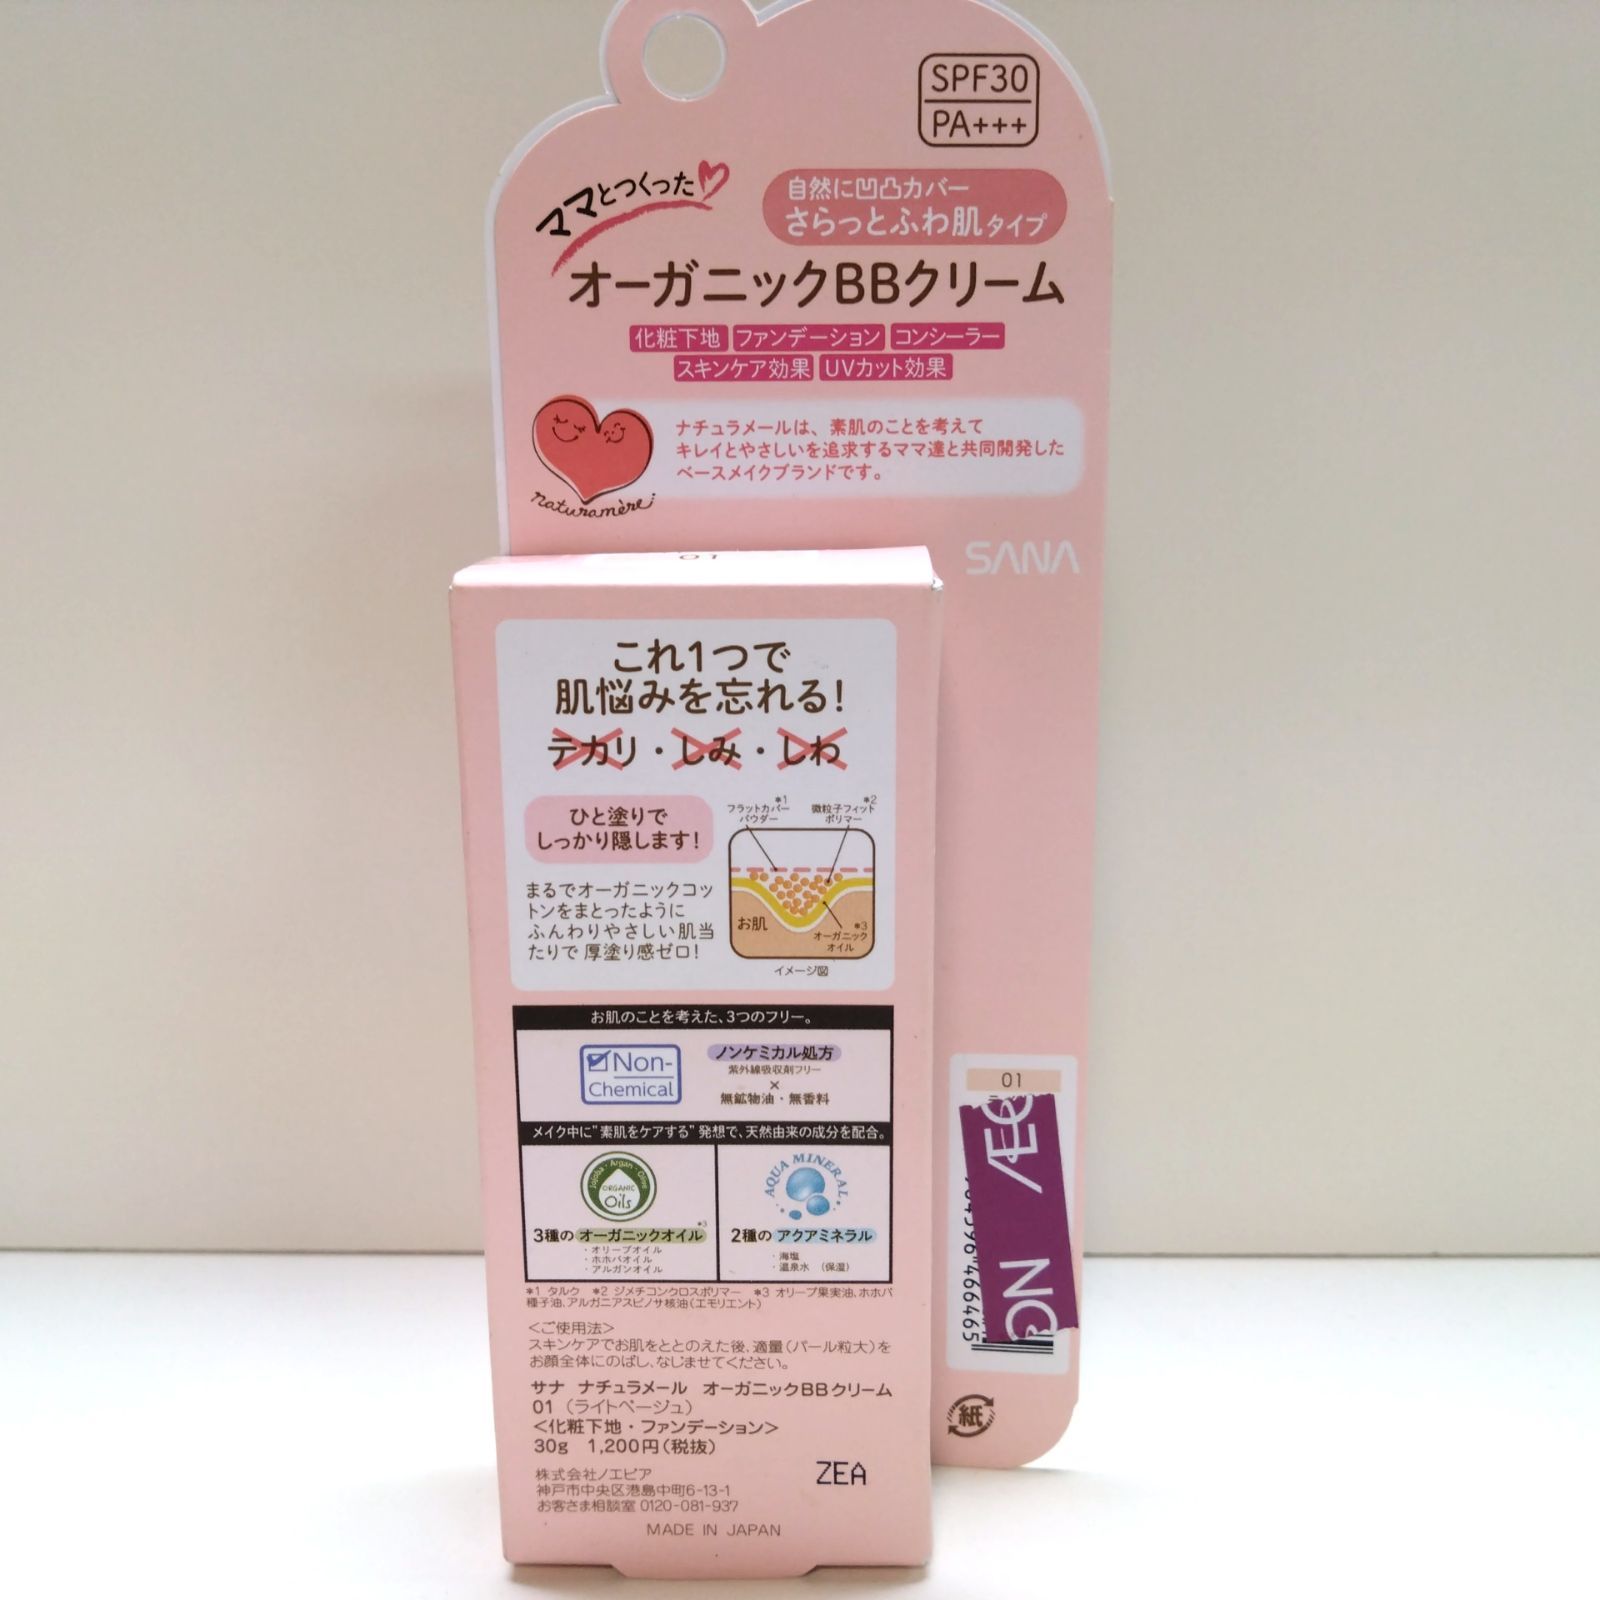 SPF30
PA+++
ママとつくった
自然に凹凸カバー
さらっとふわ肌タイプ
オーガニックBBクリーム
化粧下地 ファンデーション コンシーラー
スキンケア効果 UVカット効果
ナチュラメールは、素肌のことを考えて
キレイとやさしいを追求するママ達と共同開発した
ベースメイクブランドです。
naturamère
SANA
01
これ1つで
肌悩みを忘れる!
テカリ・しみ・しわ
ひと塗りで
しっかり隠します!
まるでオーガニックコッ
トンをまとったように
ふんわりやさしい肌当
たりで 厚塗り感ゼロ!
*1
フラットカバー
パウダー
*2
微粒子フィット
ポリマー
お肌
*3
オーガニック
オイル
イメージ図
お肌のことを考えた、3つのフリー。
Non-
Chemical
ノンケミカル処方
紫外線吸収剤フリー
×
無鉱物油・無香料
メイク中に"素肌をケアする"発想で、天然由来の成分を配合。
Jojoba・Argan・Olive
ORGANIC
Oils
3種のオーガニックオイル*3
・オリーブオイル
・ホホバオイル
・アルガンオイル
AQUA MINERAL
2種のアクアミネラル
・海塩
・温泉水 (保湿)
*1 タルク *2 ジメチコンクロスポリマー *3 オリーブ果実油、ホホバ
種子油、アルガニアスピノサ核油(エモリエント)
<ご使用法>
スキンケアでお肌をととのえた後、適量(パール粒大)を
お顔全体にのばし、なじませてください。
サナ ナチュラメール オーガニックBBクリーム
01 (ライトベージュ)
<化粧下地・ファンデーション>
30g 1,200円(税抜)
株式会社ノエビア
神戸市中央区港島中町6-13-1
お客さま相談室 0120-081-937
ZEA
MADE IN JAPAN
01
紙